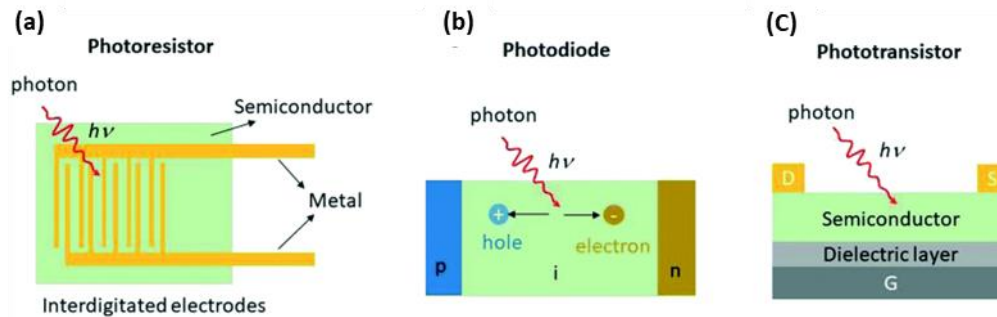 (a)
Photoresistor
photon
hν
Semiconductor
Metal
Interdigitated electrodes
(b)
Photodiode
photon
hν
+
-
hole
electron
p
i
n
(C)
Phototransistor
photon
hν
D
S
Semiconductor
Dielectric layer
G